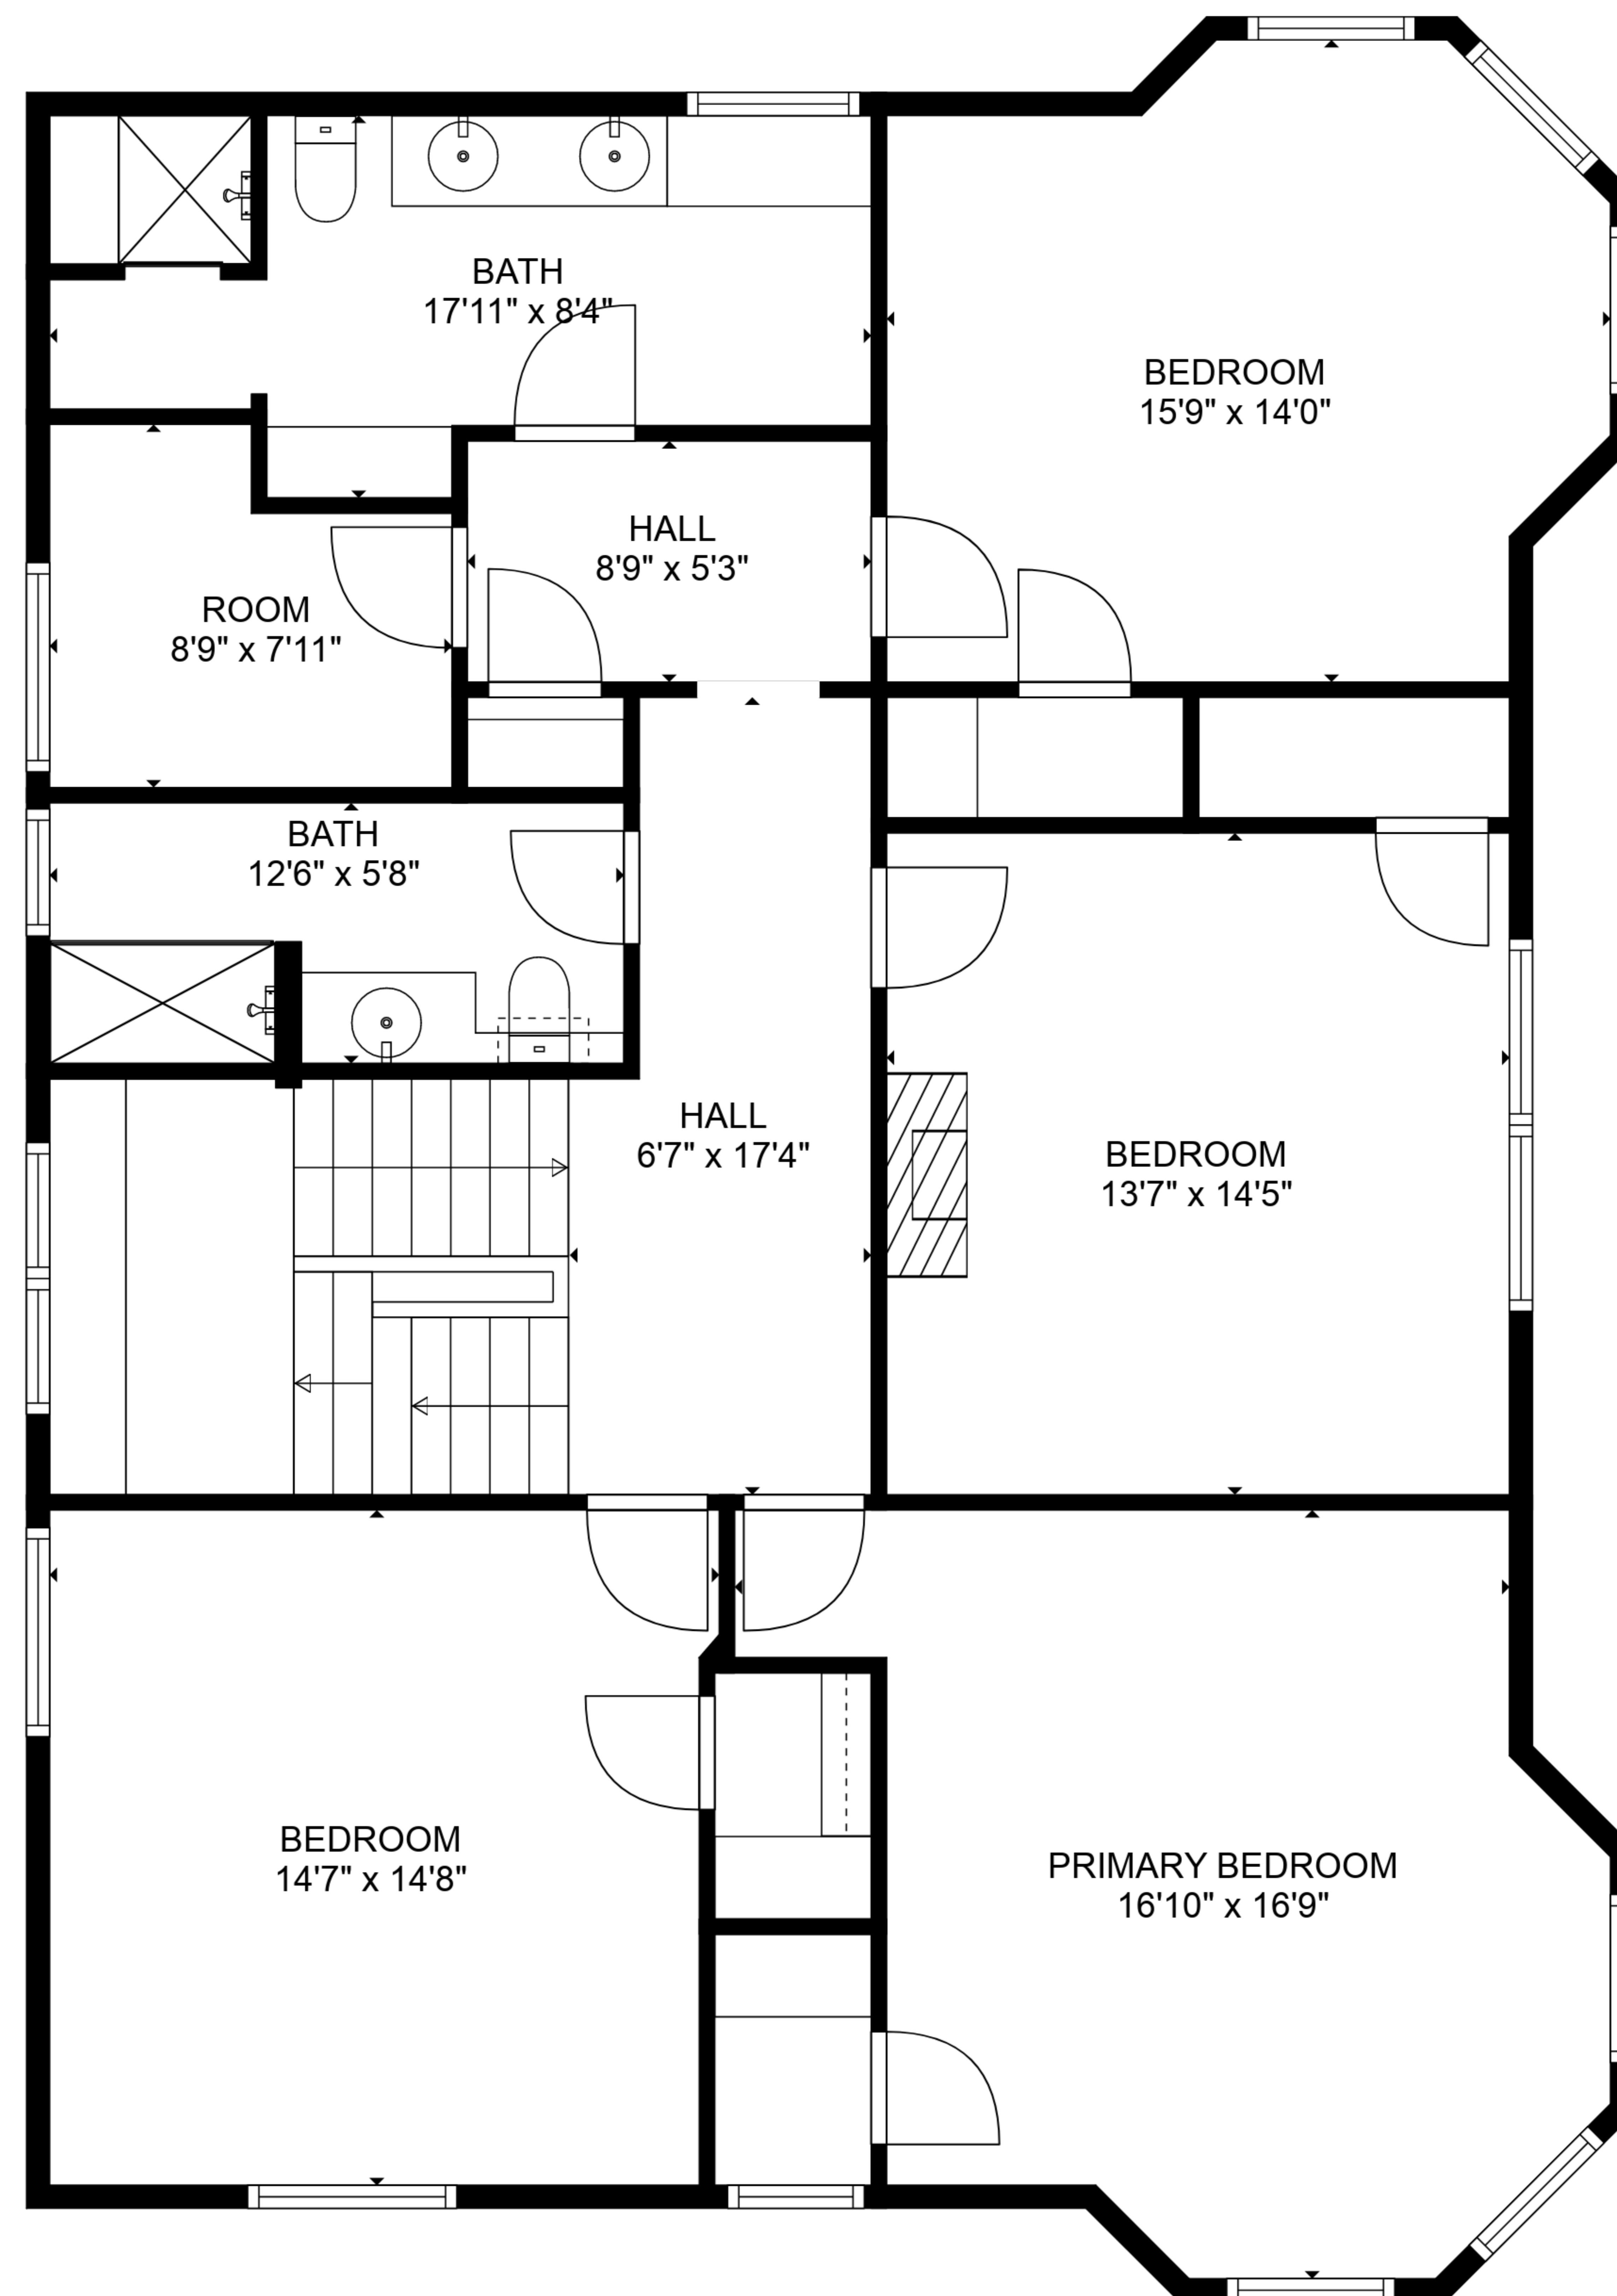 BATH
17'11" x 8'4"
BEDROOM
15'9" x 14'0"
HALL
8'9" x 5'3"
ROOM
8'9" x 7'11"
BATH
12'6" x 5'8"
HALL
6'7" x 17'4"
BEDROOM
13'7" x 14'5"
BEDROOM
14'7" x 14'8"
PRIMARY BEDROOM
16'10" x 16'9"